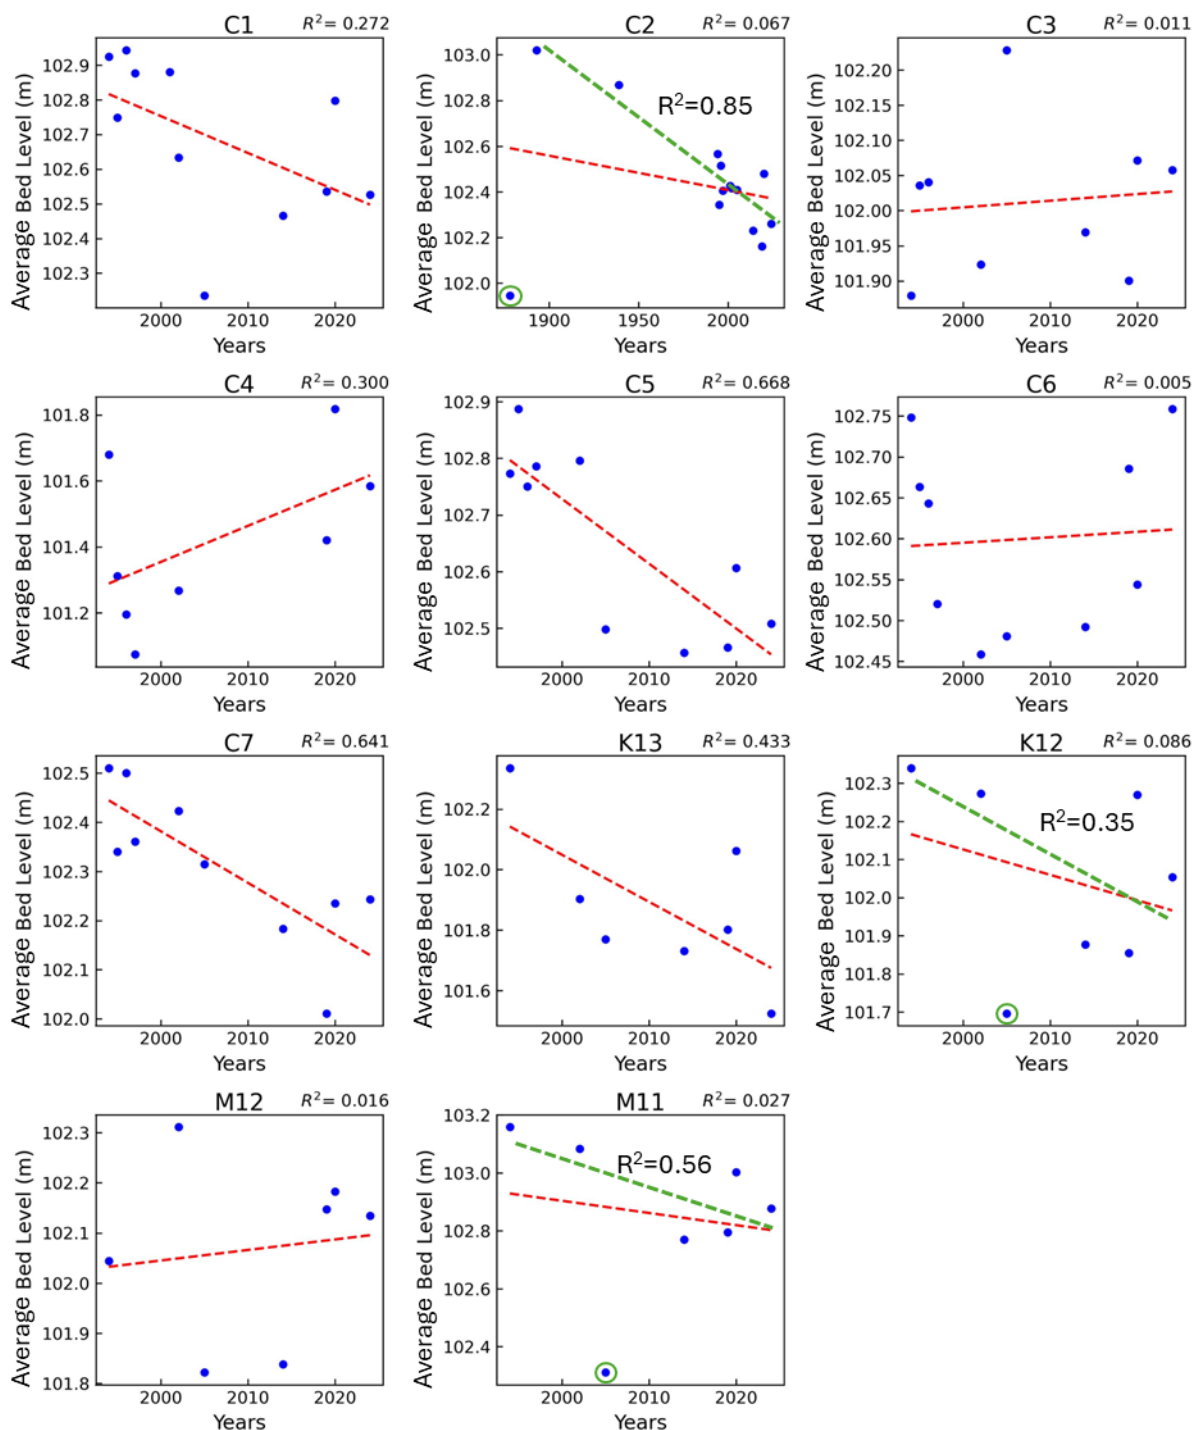 C1 R²= 0.272
Average Bed Level (m)
102.9
102.8
102.7
102.6
102.5
102.4
102.3
2000 2010 2020
Years
C2 R²= 0.067
Average Bed Level (m)
103.0
102.8
102.6
102.4
102.2
102.0
R²=0.85
1900 1950 2000
Years
C3 R²= 0.011
Average Bed Level (m)
102.20
102.15
102.10
102.05
102.00
101.95
101.90
2000 2010 2020
Years
C4 R²= 0.300
Average Bed Level (m)
101.8
101.6
101.4
101.2
2000 2010 2020
Years
C5 R²= 0.668
Average Bed Level (m)
102.9
102.8
102.7
102.6
102.5
2000 2010 2020
Years
C6 R²= 0.005
Average Bed Level (m)
102.75
102.70
102.65
102.60
102.55
102.50
102.45
2000 2010 2020
Years
C7 R²= 0.641
Average Bed Level (m)
102.5
102.4
102.3
102.2
102.1
102.0
2000 2010 2020
Years
K13 R²= 0.433
Average Bed Level (m)
102.2
102.0
101.8
101.6
2000 2010 2020
Years
K12 R²= 0.086
Average Bed Level (m)
102.3
102.2
102.1
102.0
101.9
101.8
101.7
R²=0.35
2000 2010 2020
Years
M12 R²= 0.016
Average Bed Level (m)
102.3
102.2
102.1
102.0
101.9
101.8
2000 2010 2020
Years
M11 R²= 0.027
Average Bed Level (m)
103.2
103.0
102.8
102.6
102.4
R²=0.56
2000 2010 2020
Years